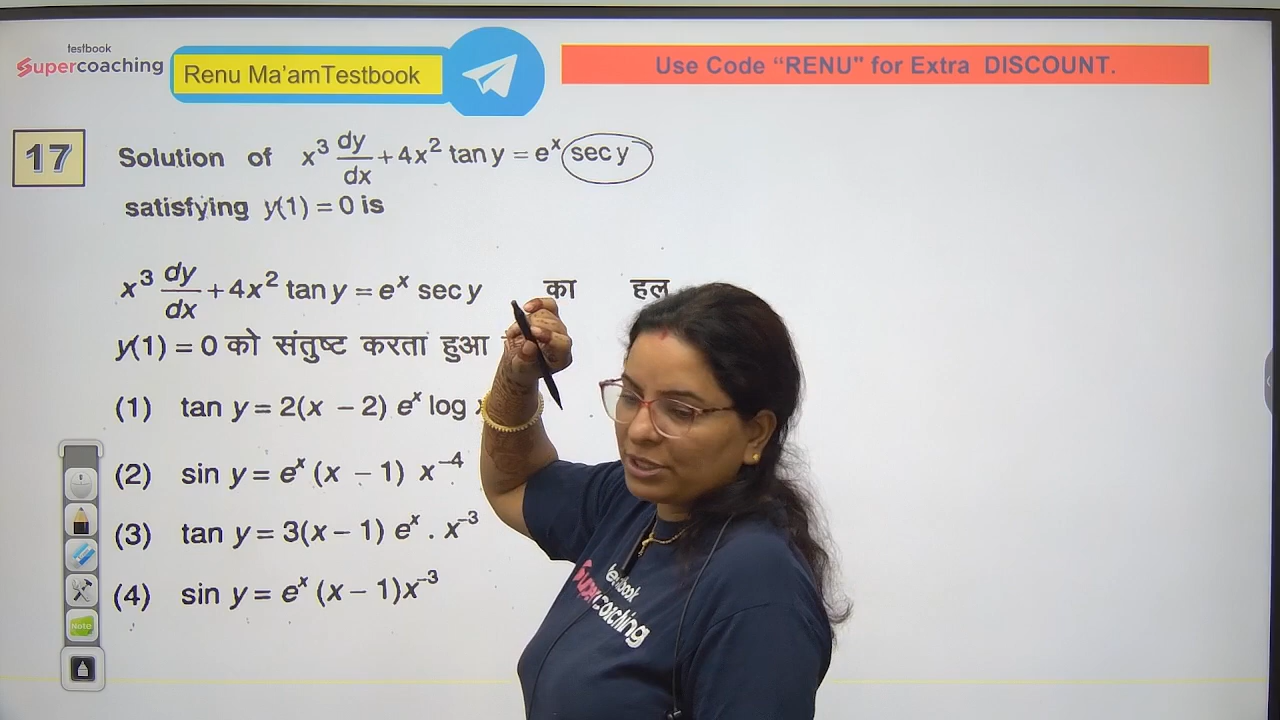 testbook
Supercoaching
Renu Ma'amTestbook
Use Code “RENU" for Extra DISCOUNT.
17
Solution of x³ dy/dx + 4x² tan y = eˣ sec y
satisfying y(1) = 0 is
x³ dy/dx + 4x² tan y = eˣ sec y का हल
y(1) = 0 को संतुष्ट करता हुआ
(1) tan y = 2(x – 2) eˣ log
(2) sin y = eˣ (x – 1) x⁻⁴
(3) tan y = 3(x – 1) eˣ . x⁻³
(4) sin y = eˣ (x – 1)x⁻³
Note
testbook
Supercoaching